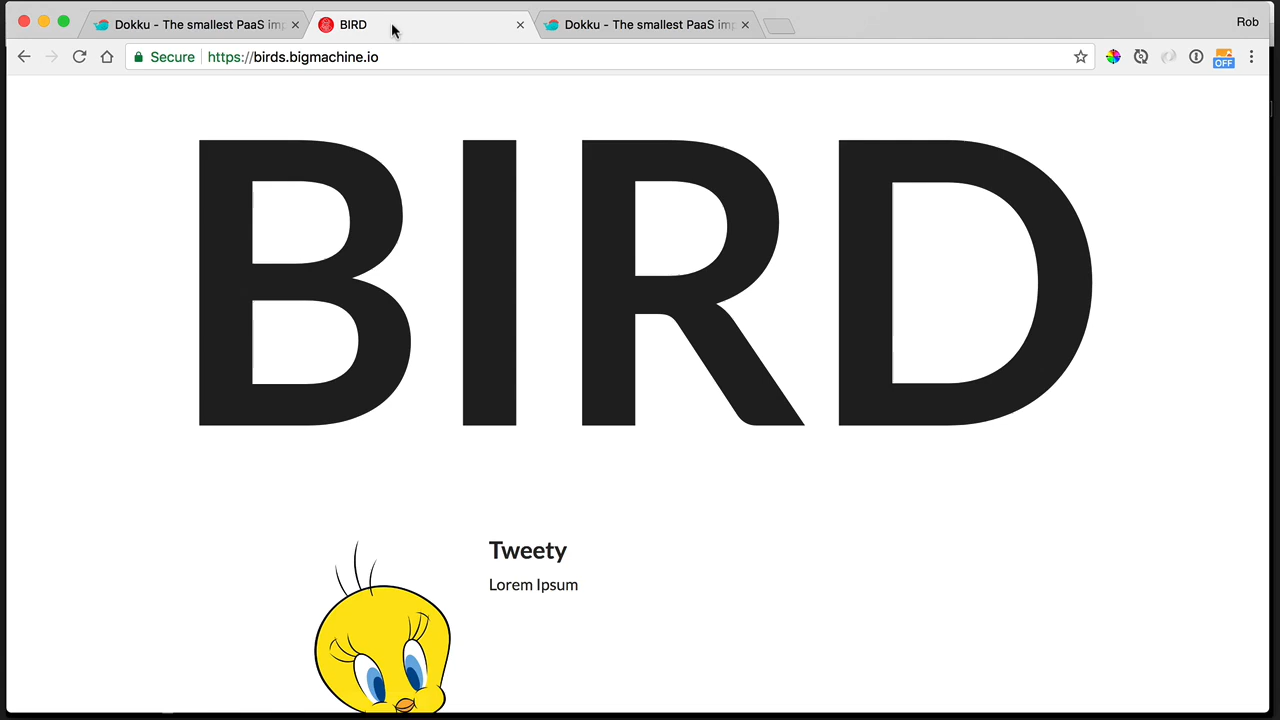 Dokku - The smallest PaaS imp
BIRD
Dokku - The smallest PaaS imp
Rob
Secure
https://birds.bigmachine.io
OFF
BIRD
Tweety
Lorem Ipsum